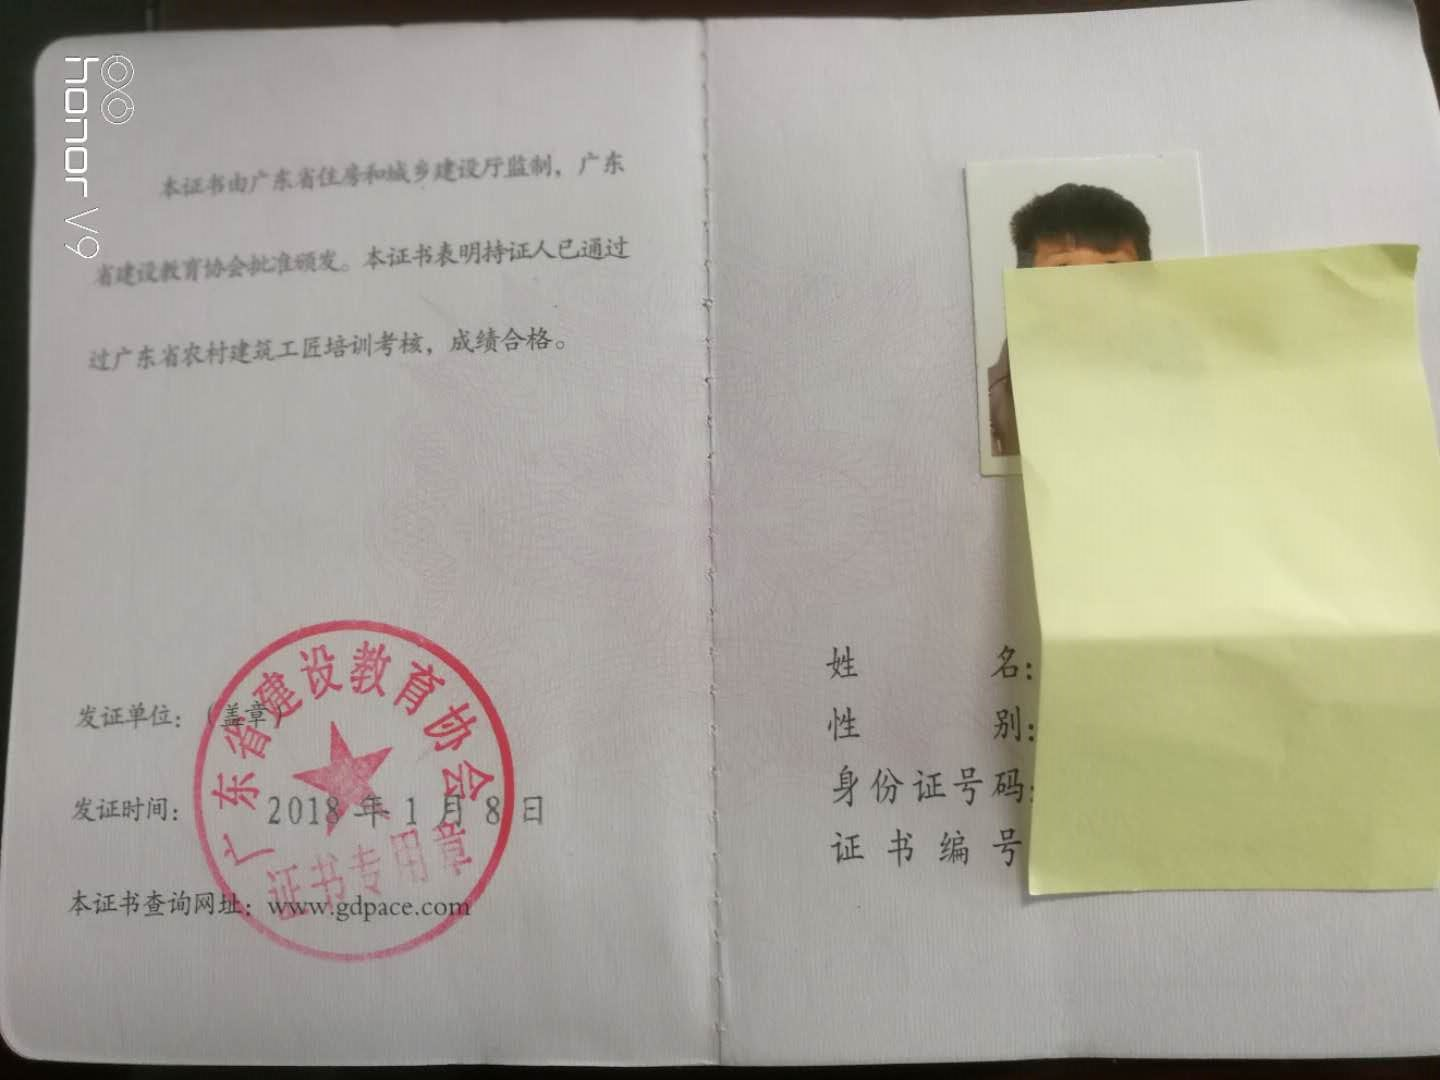 honor V9
本证书由广东省住房和城乡建设厅监制，广东
省建设教育协会批准颁发。本证书表明持证人已通过
过广东省农村建筑工匠培训考核，成绩合格。
发证单位：（盖章）
发证时间： 2018年1月8日
本证书查询网址：www.gdpace.com
广东省建设教育协会
证书专用章
姓名：
性别：
身份证号码：
证书编号